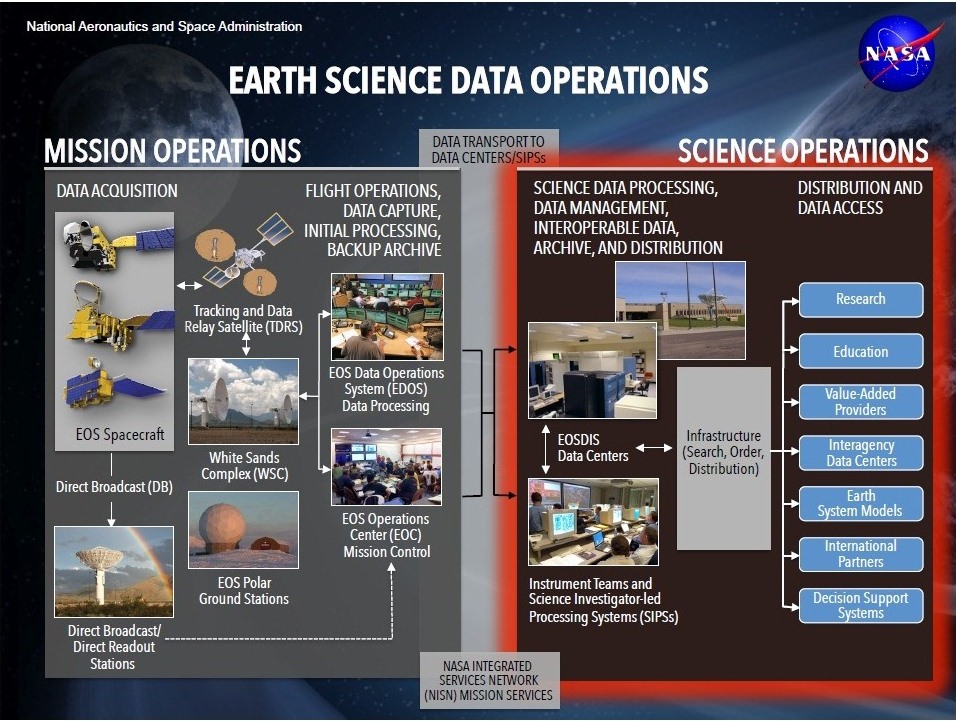 National Aeronautics and Space Administration
NASA
EARTH SCIENCE DATA OPERATIONS
MISSION OPERATIONS
DATA TRANSPORT TO
DATA CENTERS/SIPSs
SCIENCE OPERATIONS
DATA ACQUISITION
FLIGHT OPERATIONS,
DATA CAPTURE,
INITIAL PROCESSING,
BACKUP ARCHIVE
EOS Spacecraft
Tracking and Data
Relay Satellite (TDRS)
EOS Data Operations
System (EDOS)
Data Processing
White Sands
Complex (WSC)
Direct Broadcast (DB)
EOS Operations
Center (EOC)
Mission Control
EOS Polar
Ground Stations
Direct Broadcast/
Direct Readout
Stations
SCIENCE DATA PROCESSING,
DATA MANAGEMENT,
INTEROPERABLE DATA,
ARCHIVE, AND DISTRIBUTION
DISTRIBUTION AND
DATA ACCESS
EOSDIS
Data Centers
Infrastructure
(Search, Order,
Distribution)
Instrument Teams and
Science Investigator-led
Processing Systems (SIPSs)
Research
Education
Value-Added
Providers
Interagency
Data Centers
Earth
System Models
International
Partners
Decision Support
Systems
NASA INTEGRATED
SERVICES NETWORK
(NISN) MISSION SERVICES